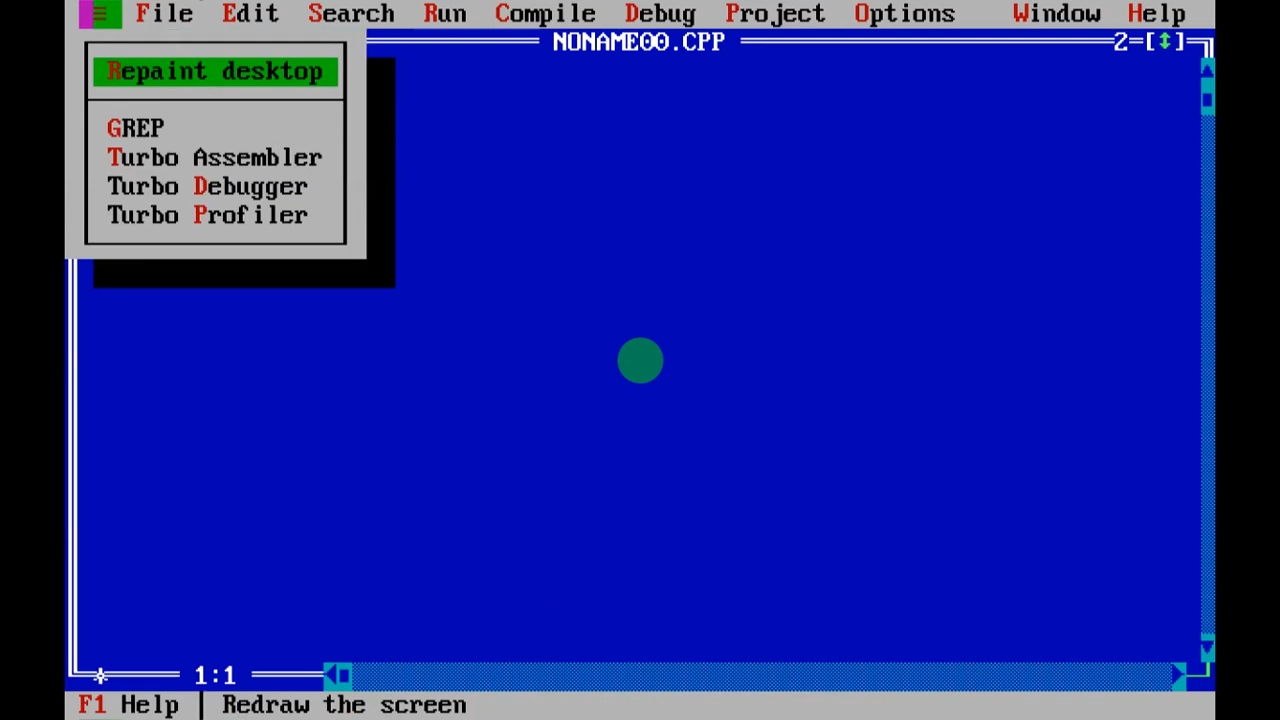 ≡ File Edit Search Run Compile Debug Project Options Window Help
NONAME00.CPP 2=[↕]
Repaint desktop
GREP
Turbo Assembler
Turbo Debugger
Turbo Profiler
1:1
F1 Help │ Redraw the screen